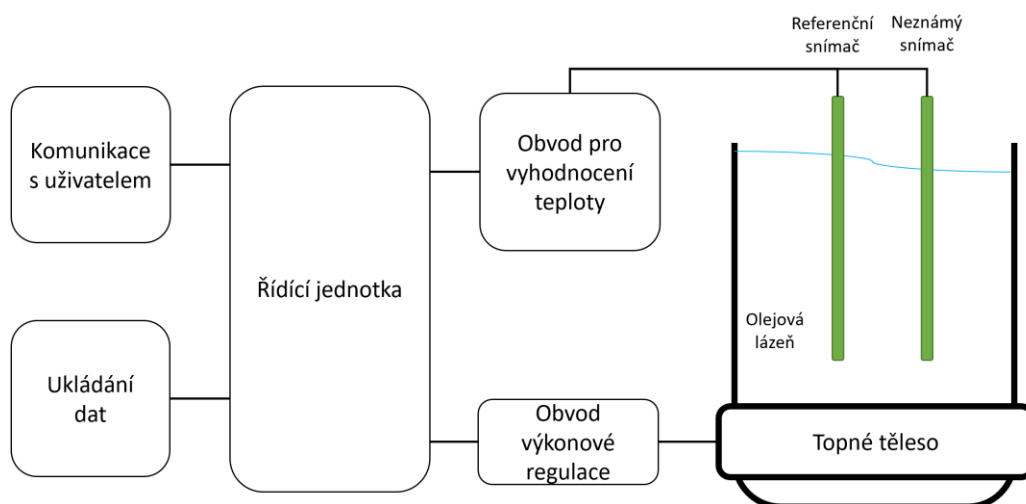 Referenční
snímač
Neznámý
snímač
Komunikace
s uživatelem
Obvod pro
vyhodnocení
teploty
Řídící jednotka
Olejová
lázeň
Ukládání
dat
Obvod
výkonové
regulace
Topné těleso